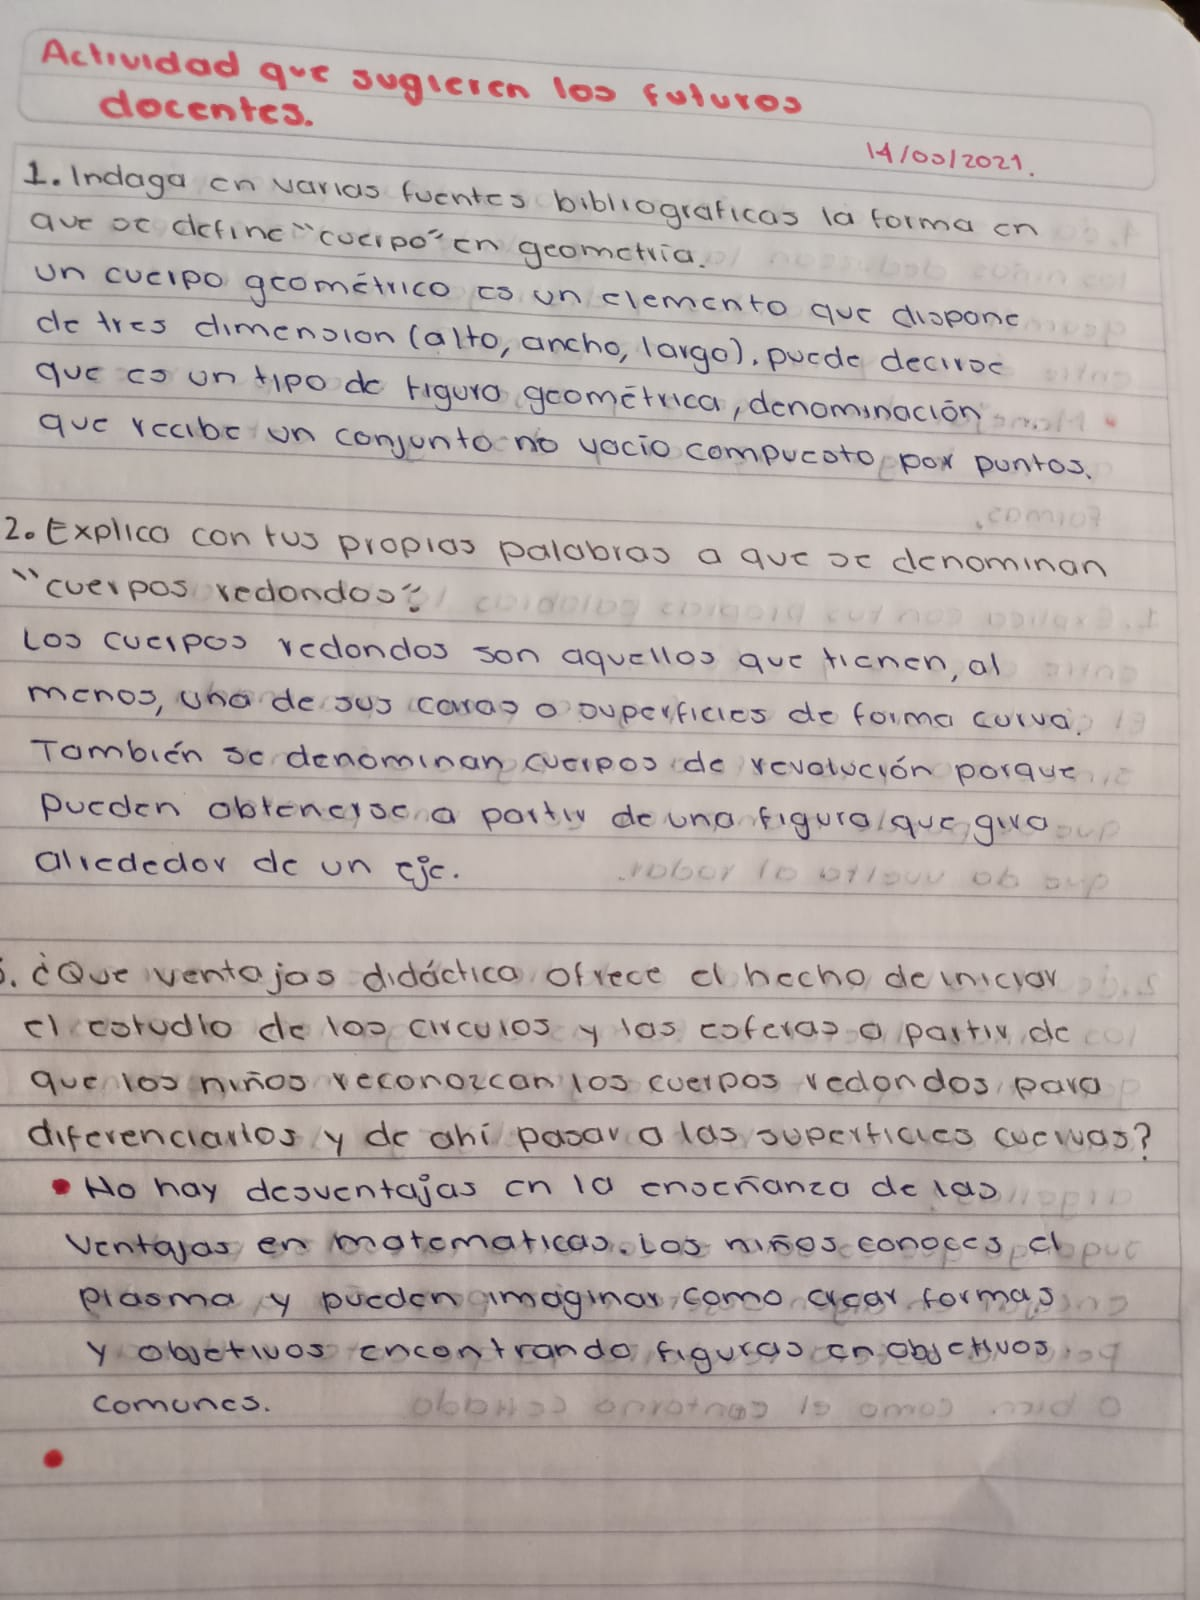 Actividad que sugieren los futuros
docentes.
14/03/2021.
1. Indaga en varias fuentes bibliograficas la forma en
que se define "cuerpo" en geometria.
un cuerpo geométrico es un elemento que dispone
de tres dimension (alto, ancho, largo). puede decirse
que es un tipo de figura geométrica, denominación
que recibe un conjunto no vacio compuesto por puntos.
2. Explica con tus propias palabras a que se denominan
"cuerpos redondos".
Los cuerpos redondos son aquellos que tienen, al
menos, una de sus caras o superficies de forma curva.
También se denominan cuerpos de revolución porque
pueden obtenerse a partir de una figura que gira
alrededor de un eje.
3. ¿Que ventajas didáctica ofrece el hecho de iniciar
el estudio de los circulos y las esferas a partir de
que los niños reconozcan los cuerpos redondos para
diferenciarlos y de ahí pasar a las superficies cuervas?
• No hay desventajas en la enseñanza de las
ventajas en matematicas. Los niños conoces el
plasma y pueden imaginar como crear formas
y objetivos encontrando figuras en objetivos
comunes.